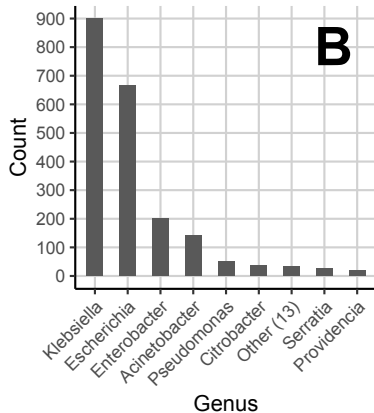 B
Count
900
800
700
600
500
400
300
200
100
0
Klebsiella
Escherichia
Enterobacter
Acinetobacter
Pseudomonas
Citrobacter
Other (13)
Serratia
Providencia
Genus